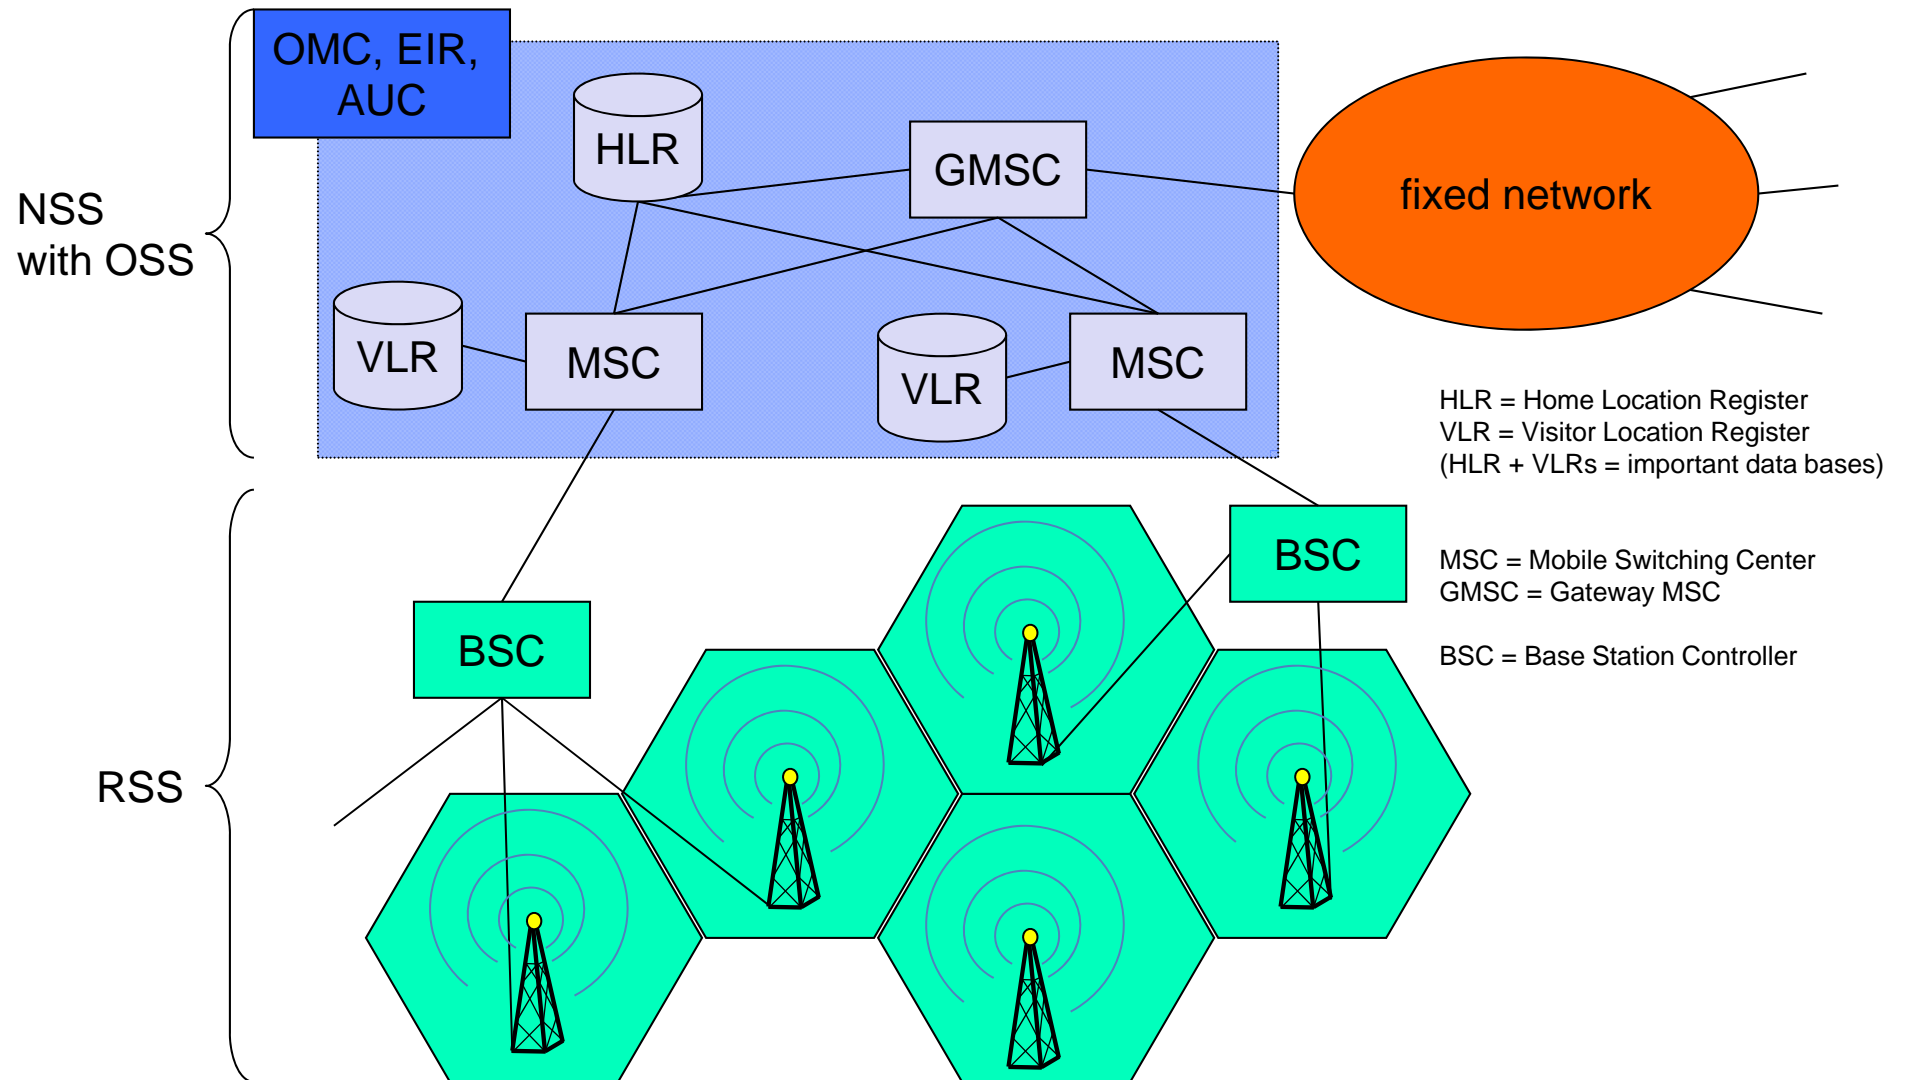 OMC, EIR,
AUC
HLR
GMSC
fixed network
NSS
with OSS
VLR
MSC
VLR
MSC
HLR = Home Location Register
VLR = Visitor Location Register
(HLR + VLRs = important data bases)
MSC = Mobile Switching Center
GMSC = Gateway MSC
BSC = Base Station Controller
BSC
BSC
RSS